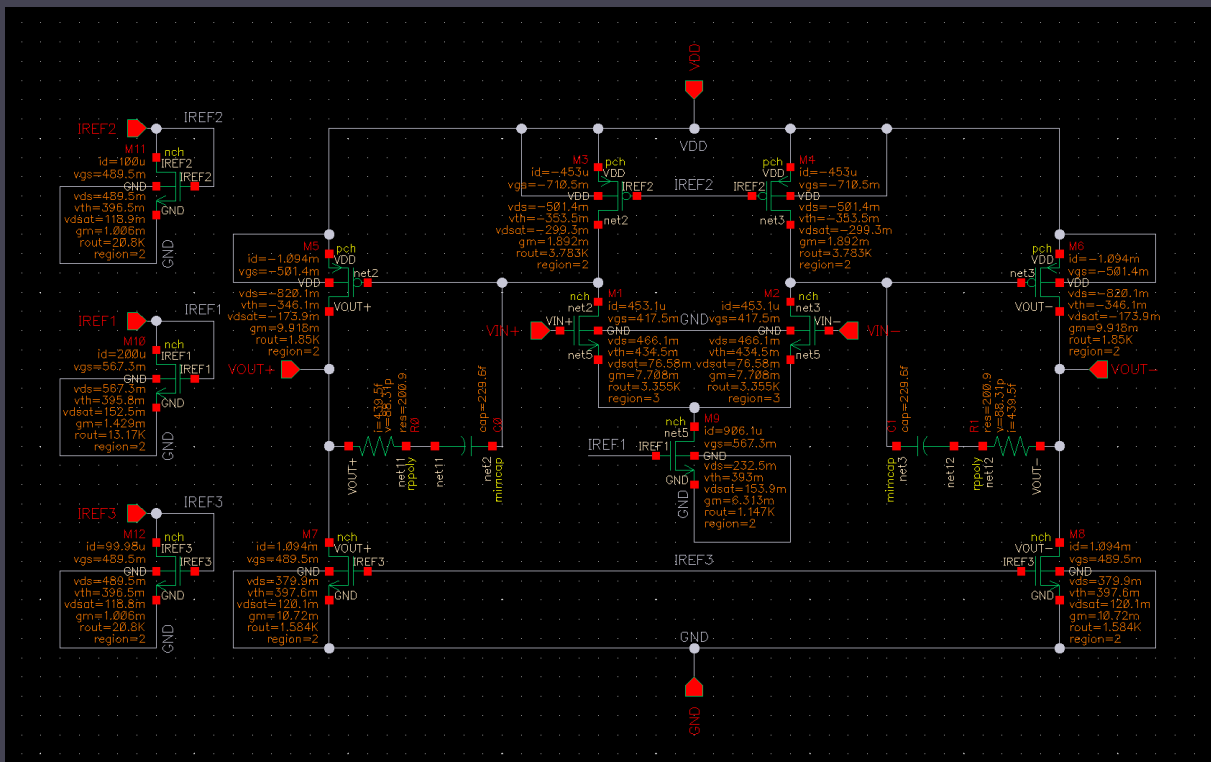 VDD
VDD
IREF2
IREF2
M11
nch
id=100u
IREF2
vgs=489.5m
IREF2
GND
vds=489.5m
vth=396.5m
GND
vdsat=118.9m
gm=1.006m
rout=20.8K
region=2
GND
M3
pch
id=-453u
VDD
vgs=-710.5m
IREF2
VDD
vds=-501.4m
vth=-353.5m
net2
vdsat=-299.3m
gm=1.892m
rout=3.783K
region=2
IREF2
M4
pch
id=-453u
VDD
vgs=-710.5m
IREF2
VDD
vds=-501.4m
vth=-353.5m
net3
vdsat=-299.3m
gm=1.892m
rout=3.783K
region=2
M5
pch
id=-1.094m
VDD
vgs=-501.4m
net2
VDD
vds=-820.1m
vth=-346.1m
VOUT+
vdsat=-173.9m
gm=9.918m
rout=1.85K
region=2
M6
pch
id=-1.094m
VDD
vgs=-501.4m
net3
VDD
vds=-820.1m
vth=-346.1m
VOUT-
vdsat=-173.9m
gm=9.918m
rout=1.85K
region=2
IREF1
IREF1
M10
nch
id=200u
IREF1
vgs=567.3m
IREF1
GND
vds=567.3m
vth=395.8m
GND
vdsat=152.5m
gm=1.429m
rout=13.17K
region=2
GND
VIN+
M1
nch
net2
id=453.1u
vgs=417.5m
VIN+
GND
vds=466.1m
vth=434.5m
net5
vdsat=76.58m
gm=7.708m
rout=3.355K
region=3
GND
M2
nch
net3
id=453.1u
vgs=417.5m
VIN-
GND
vds=466.1m
vth=434.5m
net5
vdsat=76.58m
gm=7.708m
rout=3.355K
region=3
VIN-
VOUT+
VOUT-
i=439.5f
v=88.31p
res=200.9
R0
cap=229.6f
C0
VOUT+
net11
rppoly
net11
net2
mimcap
IREF1
M9
nch
net5
id=906.1u
vgs=567.3m
IREF1
GND
vds=232.5m
vth=393m
GND
vdsat=153.9m
gm=6.313m
rout=1.147K
region=2
GND
C1
cap=229.6f
R1
res=200.9
v=88.31p
i=439.5f
mimcap
net3
net12
rppoly
net12
VOUT-
IREF3
IREF3
M12
nch
id=99.98u
IREF3
vgs=489.5m
IREF3
GND
vds=489.5m
vth=396.5m
GND
vdsat=118.8m
gm=1.006m
rout=20.8K
region=2
GND
M7
nch
id=1.094m
VOUT+
vgs=489.5m
IREF3
GND
vds=379.9m
vth=397.6m
GND
vdsat=120.1m
gm=10.72m
rout=1.584K
region=2
IREF3
M8
nch
VOUT-
id=1.094m
vgs=489.5m
IREF3
GND
vds=379.9m
vth=397.6m
GND
vdsat=120.1m
gm=10.72m
rout=1.584K
region=2
GND
GND